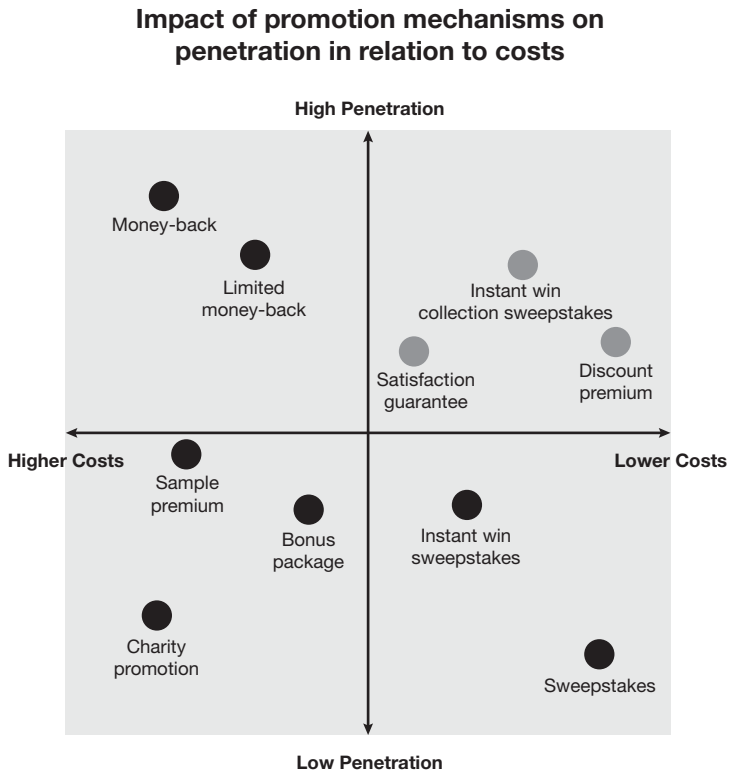 Impact of promotion mechanisms on
penetration in relation to costs
High Penetration
Money-back
Limited
money-back
Instant win
collection sweepstakes
Satisfaction
guarantee
Discount
premium
Higher Costs
Lower Costs
Sample
premium
Bonus
package
Instant win
sweepstakes
Charity
promotion
Sweepstakes
Low Penetration